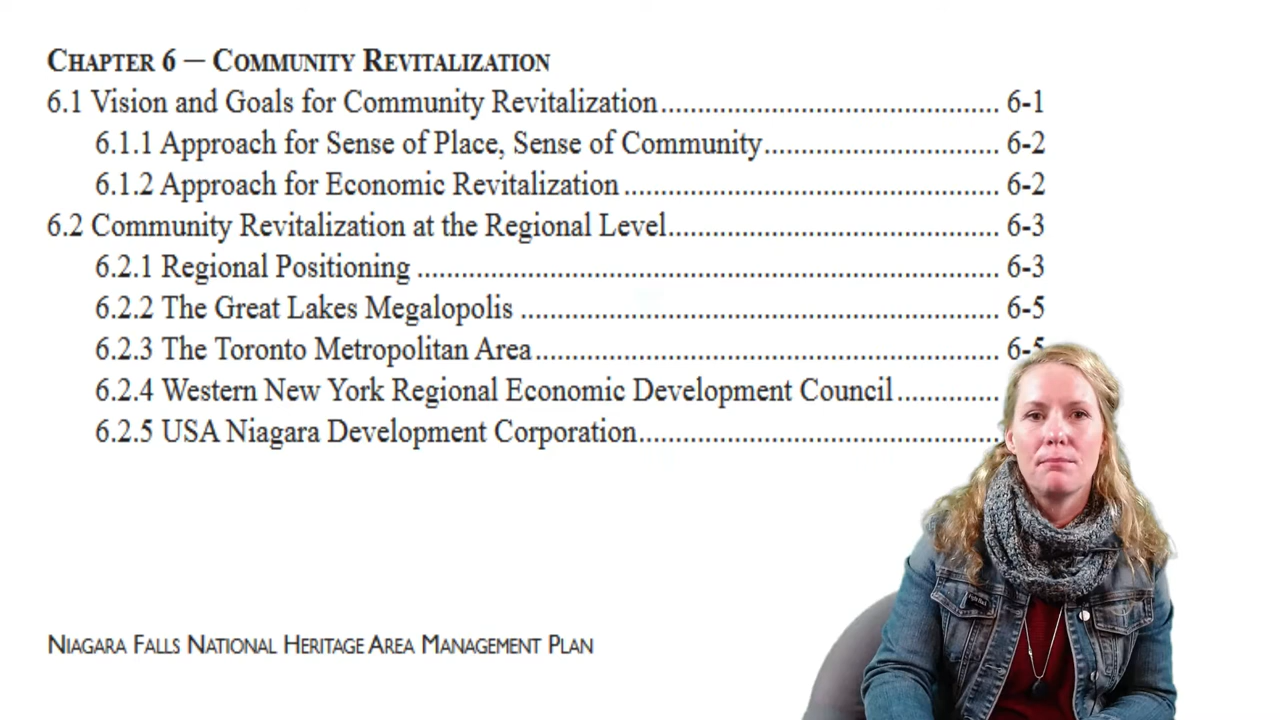 CHAPTER 6 — COMMUNITY REVITALIZATION
6.1 Vision and Goals for Community Revitalization.......................................... 6-1
6.1.1 Approach for Sense of Place, Sense of Community............................. 6-2
6.1.2 Approach for Economic Revitalization ............................................... 6-2
6.2 Community Revitalization at the Regional Level......................................... 6-3
6.2.1 Regional Positioning ......................................................................... 6-3
6.2.2 The Great Lakes Megalopolis ............................................................ 6-5
6.2.3 The Toronto Metropolitan Area.......................................................... 6-5
6.2.4 Western New York Regional Economic Development Council.............
6.2.5 USA Niagara Development Corporation.............................................
NIAGARA FALLS NATIONAL HERITAGE AREA MANAGEMENT PLAN